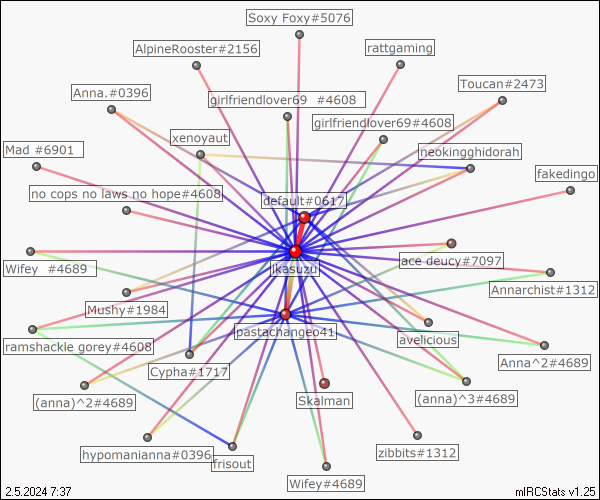 Soxy Foxy#5076
AlpineRooster#2156
rattgaming
Toucan#2473
Anna.#0396
girlfriendlover69 #4608
girlfriendlover69#4608
xenoyaut
Mad #6901
neokingghidorah
fakedingo
no cops no laws no hope#4608
default#0617
ace deucy#7097
Wifey #4689
ikasuzu
Annarchist#1312
Mushy#1984
pastachangeo41
avelicious
ramshackle gorey#4608
Anna^2#4689
Cypha#1717
Skalman
(anna)^2#4689
(anna)^3#4689
hypomanianna#0396
zibbits#1312
frisout
Wifey#4689
2.5.2024 7:37
mIRCStats v1.25